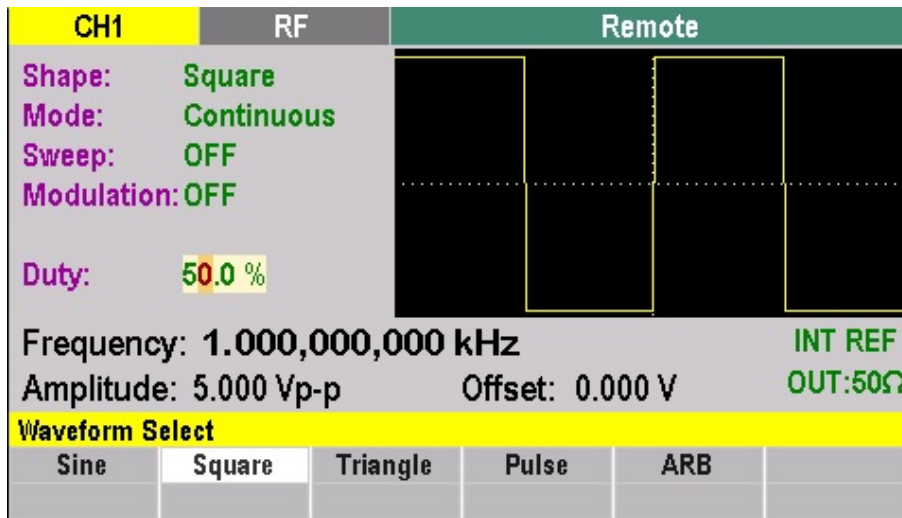 CH1 RF Remote
Shape: Square
Mode: Continuous
Sweep: OFF
Modulation: OFF
Duty: 50.0 %
Frequency: 1.000,000,000 kHz INT REF
Amplitude: 5.000 Vp-p Offset: 0.000 V OUT:50Ω
Waveform Select
Sine Square Triangle Pulse ARB